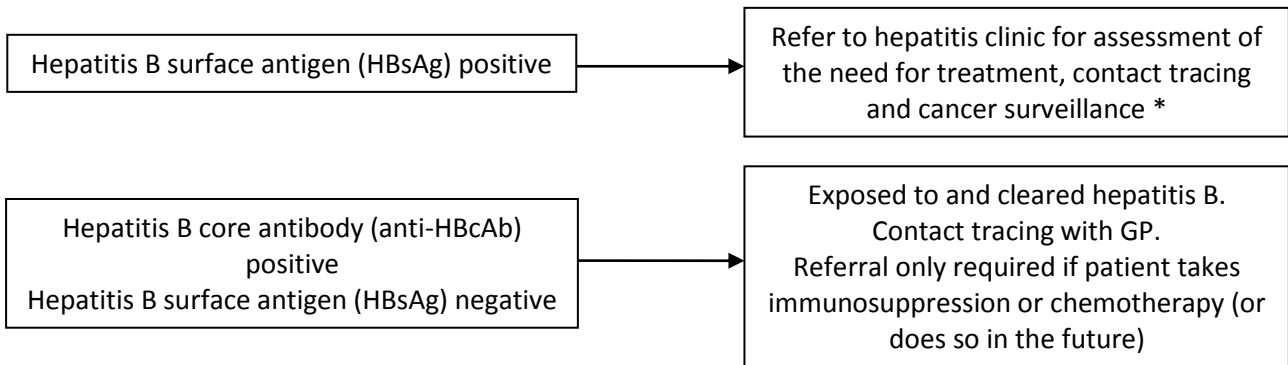 Hepatitis B surface antigen (HBsAg) positive
Refer to hepatitis clinic for assessment of
the need for treatment, contact tracing
and cancer surveillance *
Hepatitis B core antibody (anti-HBcAb)
positive
Hepatitis B surface antigen (HBsAg) negative
Exposed to and cleared hepatitis B.
Contact tracing with GP.
Referral only required if patient takes
immunosuppression or chemotherapy (or
does so in the future)